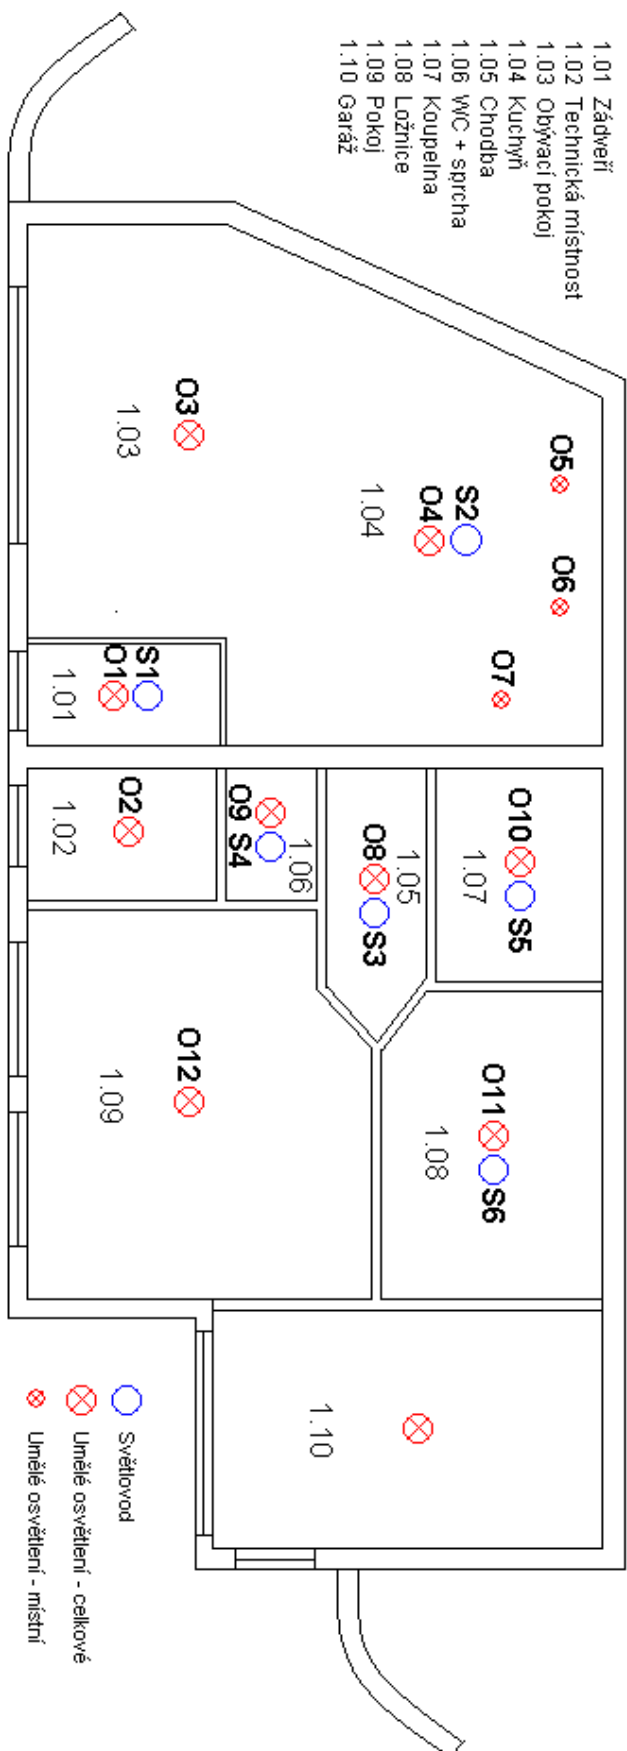 1.01 Zádveří
1.02 Technická místnost
1.03 Obývací pokoj
1.04 Kuchyň
1.05 Chodba
1.06 WC + sprcha
1.07 Koupelna
1.08 Ložnice
1.09 Pokoj
1.10 Garáž
O5
O6
O7
S2
O4
1.04
O3
1.03
S1
O1
1.01
O10
S5
1.07
1.05
O8
S3
1.06
O9 S4
O2
1.02
O11
S6
1.08
O12
1.09
1.10
Světlovod
Umělé osvětlení - celkové
Umělé osvětlení - místní